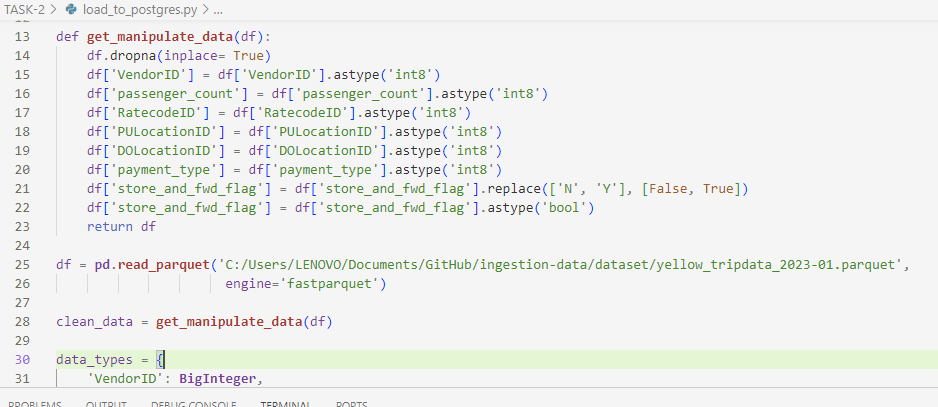 TASK-2 > load_to_postgres.py > ...
13 def get_manipulate_data(df):
14     df.dropna(inplace= True)
15     df['VendorID'] = df['VendorID'].astype('int8')
16     df['passenger_count'] = df['passenger_count'].astype('int8')
17     df['RatecodeID'] = df['RatecodeID'].astype('int8')
18     df['PULocationID'] = df['PULocationID'].astype('int8')
19     df['DOLocationID'] = df['DOLocationID'].astype('int8')
20     df['payment_type'] = df['payment_type'].astype('int8')
21     df['store_and_fwd_flag'] = df['store_and_fwd_flag'].replace(['N', 'Y'], [False, True])
22     df['store_and_fwd_flag'] = df['store_and_fwd_flag'].astype('bool')
23     return df
24
25 df = pd.read_parquet('C:/Users/LENOVO/Documents/GitHub/ingestion-data/dataset/yellow_tripdata_2023-01.parquet',
26                      engine='fastparquet')
27
28 clean_data = get_manipulate_data(df)
29
30 data_types = {
31     'VendorID': BigInteger,
PROBLEMS OUTPUT DEBUG CONSOLE TERMINAL PORTS